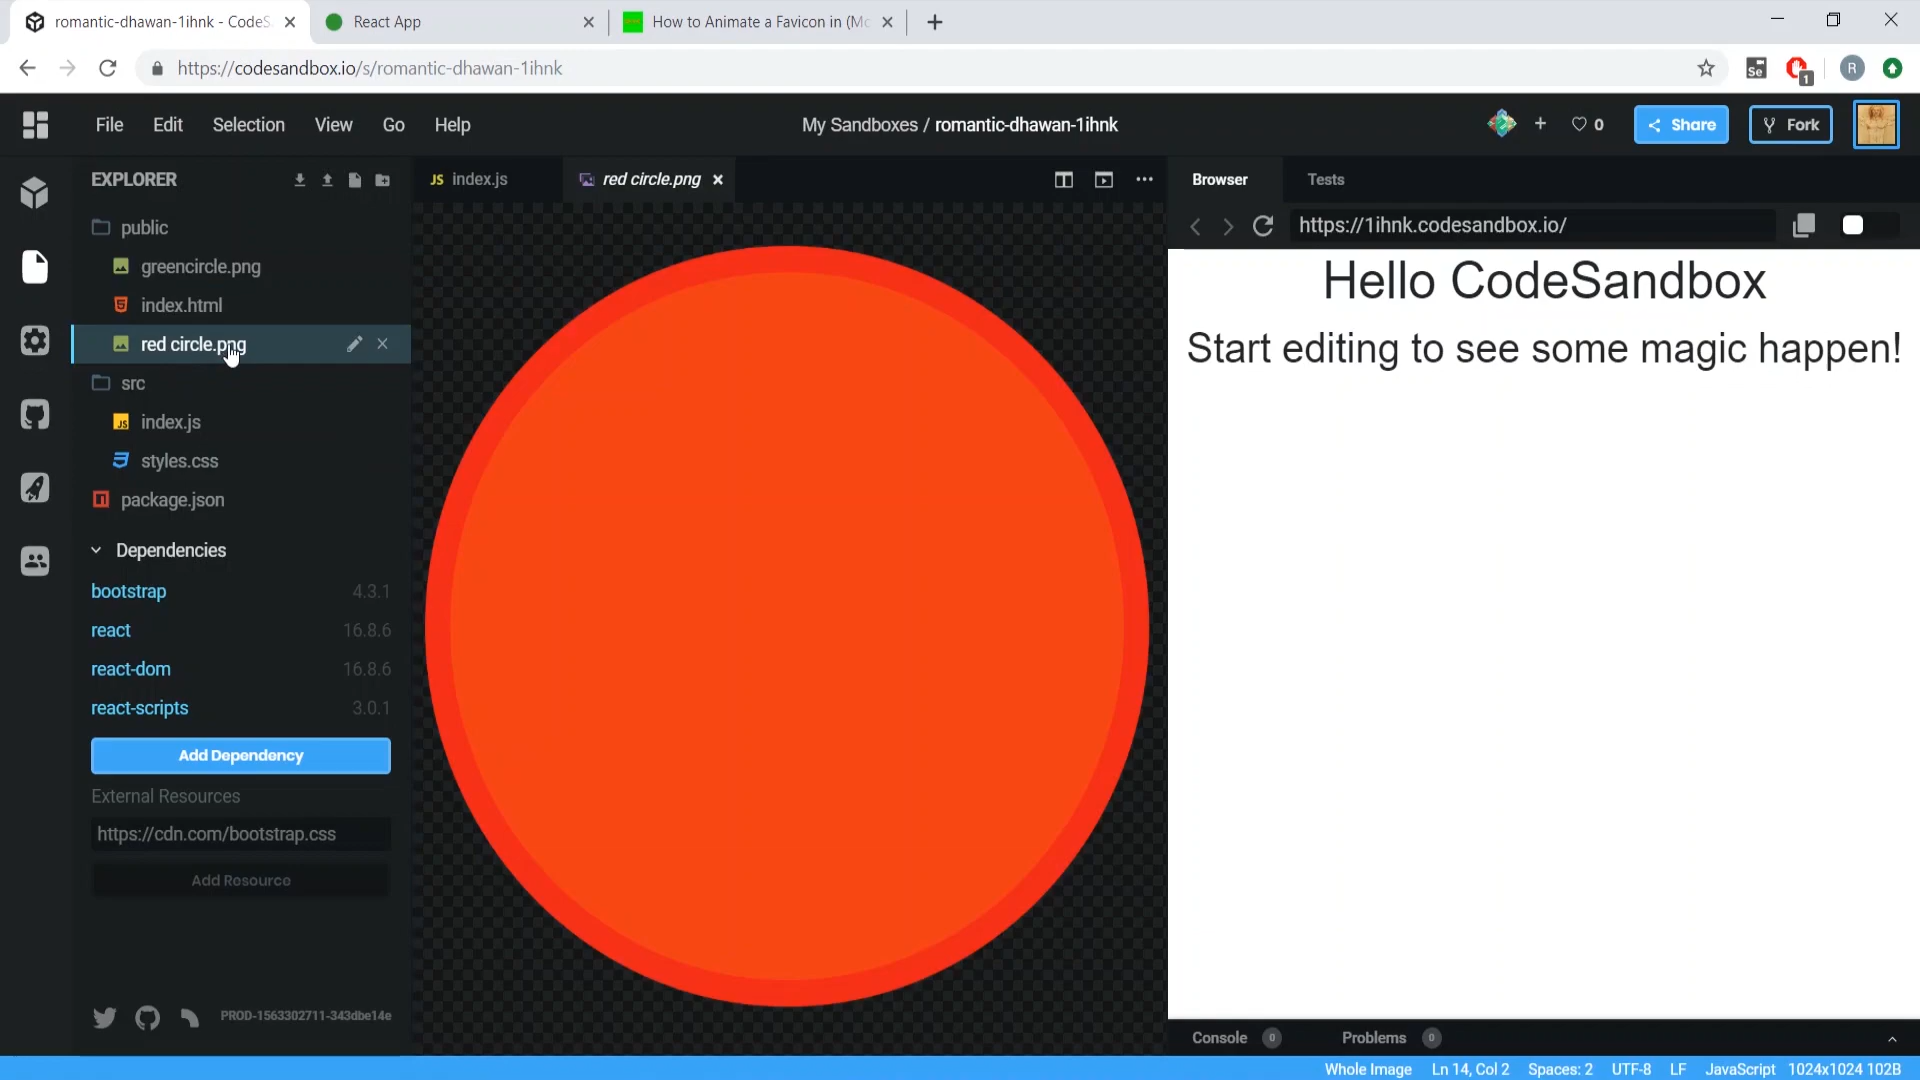 romantic-dhawan-1ihnk - CodeS
React App
How to Animate a Favicon in (Mo
https://codesandbox.io/s/romantic-dhawan-1ihnk
Se
1
R
File Edit Selection View Go Help
My Sandboxes / romantic-dhawan-1ihnk
0
Share
Fork
EXPLORER
JS index.js
red circle.png
Browser
Tests
public
https://1ihnk.codesandbox.io/
greencircle.png
index.html
red circle.png
src
index.js
styles.css
package.json
Hello CodeSandbox
Start editing to see some magic happen!
Dependencies
bootstrap 4.3.1
react 16.8.6
react-dom 16.8.6
react-scripts 3.0.1
Add Dependency
External Resources
https://cdn.com/bootstrap.css
Add Resource
PROD-1563302711-343dbe14e
Console 0
Problems 0
Whole Image Ln 14, Col 2 Spaces: 2 UTF-8 LF JavaScript 1024x1024 102B